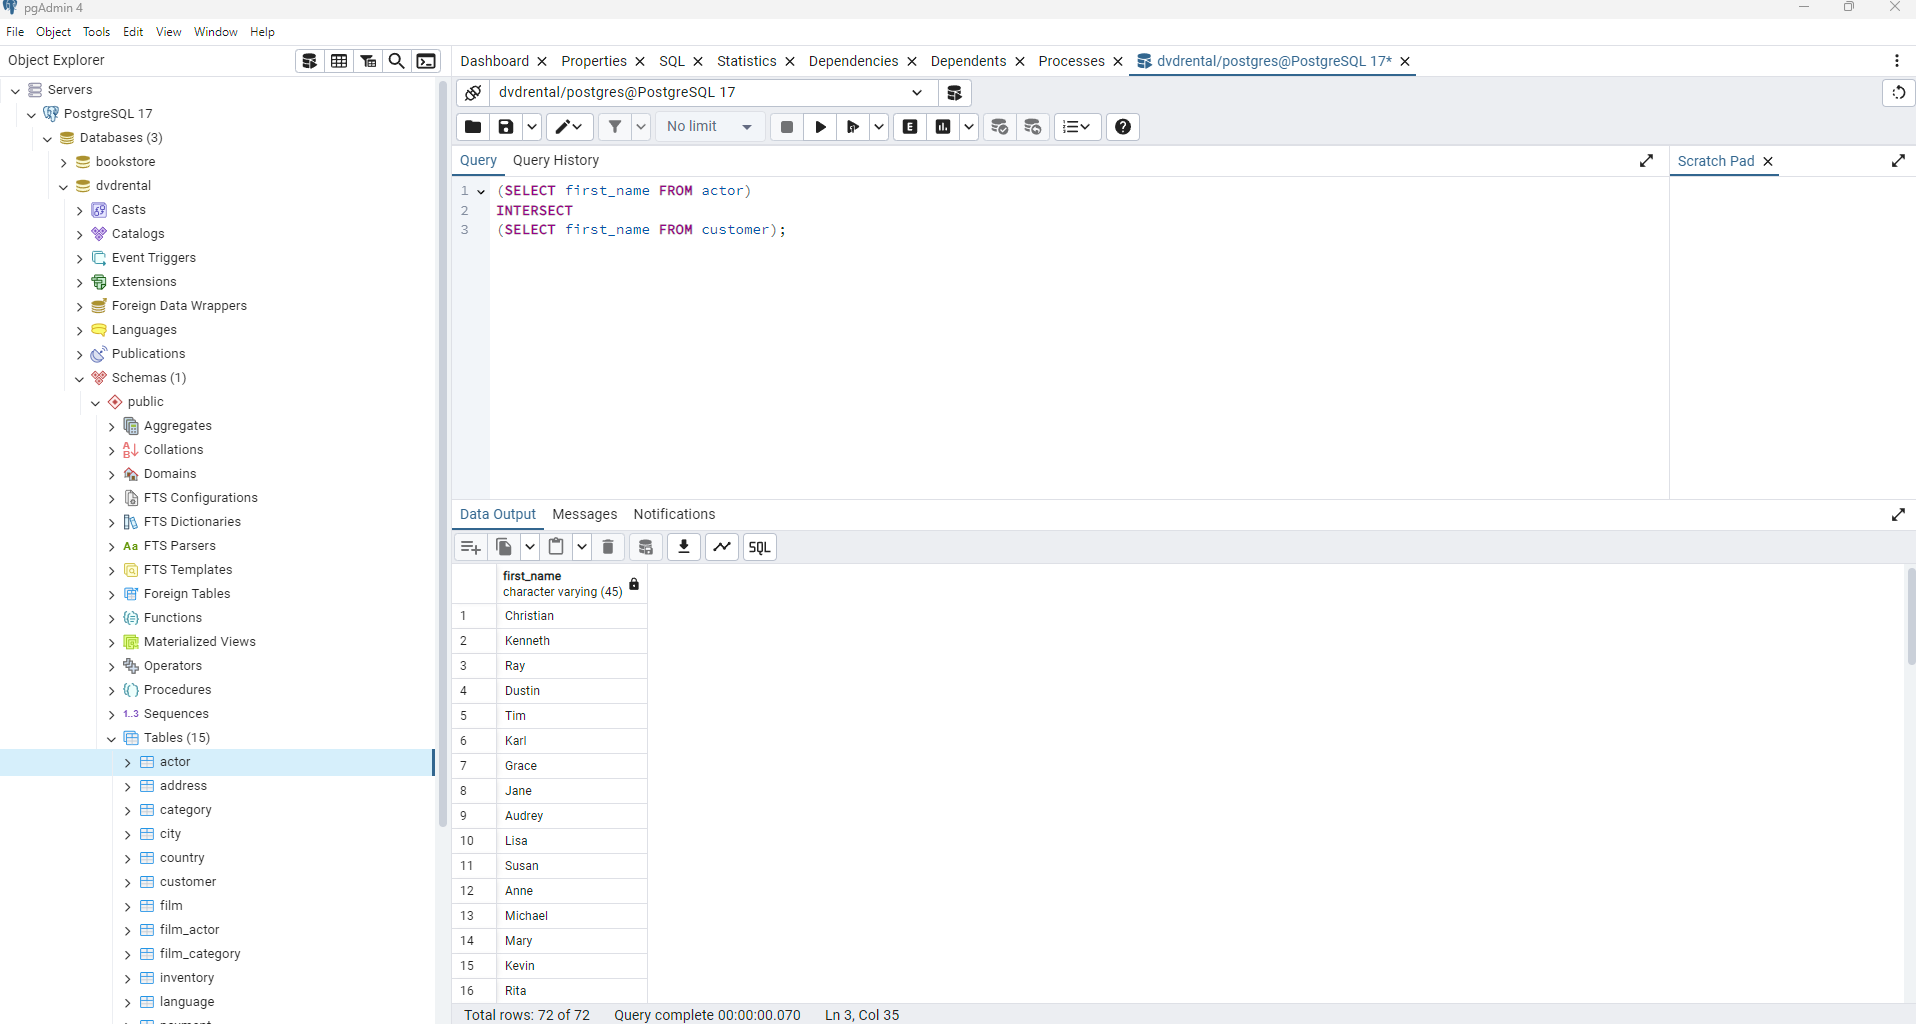 pgAdmin 4
File Object Tools Edit View Window Help
Object Explorer
Dashboard Properties SQL Statistics Dependencies Dependents Processes dvdrental/postgres@PostgreSQL 17*
Servers
PostgreSQL 17
Databases (3)
bookstore
dvdrental
Casts
Catalogs
Event Triggers
Extensions
Foreign Data Wrappers
Languages
Publications
Schemas (1)
public
Aggregates
Collations
Domains
FTS Configurations
FTS Dictionaries
Aa FTS Parsers
FTS Templates
Foreign Tables
Functions
Materialized Views
Operators
Procedures
1..3 Sequences
Tables (15)
actor
address
category
city
country
customer
film
film_actor
film_category
inventory
language
dvdrental/postgres@PostgreSQL 17
No limit
E
Query Query History
Scratch Pad
1 (SELECT first_name FROM actor)
2 INTERSECT
3 (SELECT first_name FROM customer);
Data Output Messages Notifications
SQL
first_name
character varying (45)
1 Christian
2 Kenneth
3 Ray
4 Dustin
5 Tim
6 Karl
7 Grace
8 Jane
9 Audrey
10 Lisa
11 Susan
12 Anne
13 Michael
14 Mary
15 Kevin
16 Rita
Total rows: 72 of 72 Query complete 00:00:00.070 Ln 3, Col 35